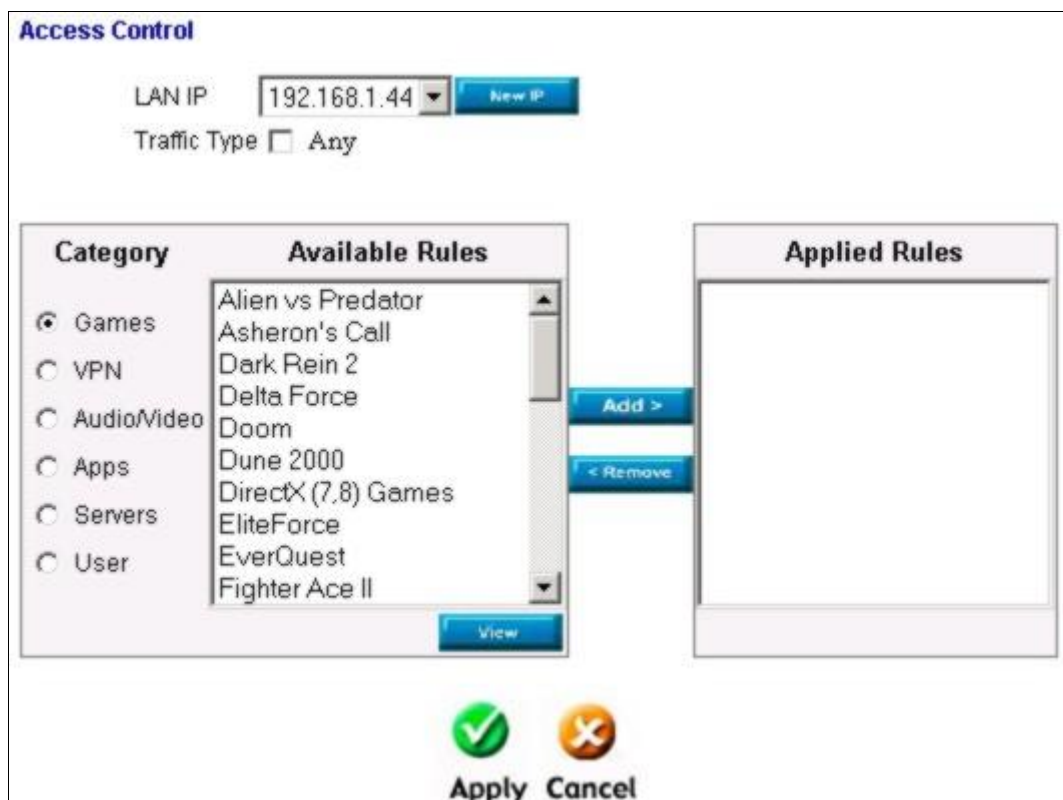 Access Control
LAN IP 192.168.1.44 New IP
Traffic Type Any
Category
Games
VPN
Audio/Video
Apps
Servers
User
Available Rules
Alien vs Predator
Asheron's Call
Dark Rein 2
Delta Force
Doom
Dune 2000
DirectX (7,8) Games
EliteForce
EverQuest
Fighter Ace II
View
Add >
< Remove
Applied Rules
Apply Cancel